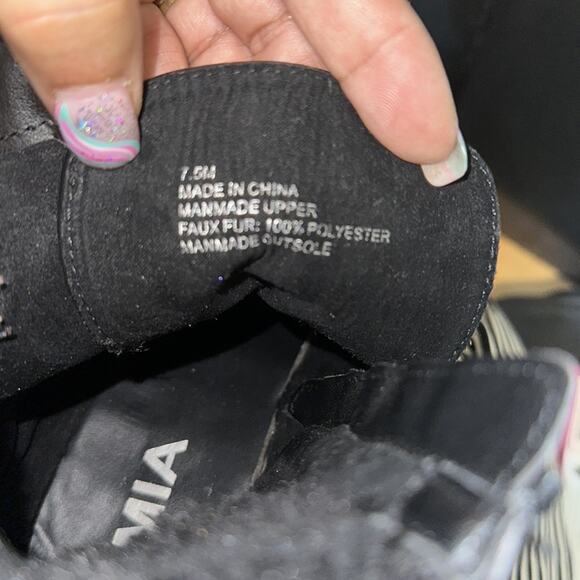 7.5M
MADE IN CHINA
MANMADE UPPER
FAUX FUR: 100% POLYESTER
MANMADE OUTSOLE
MIA